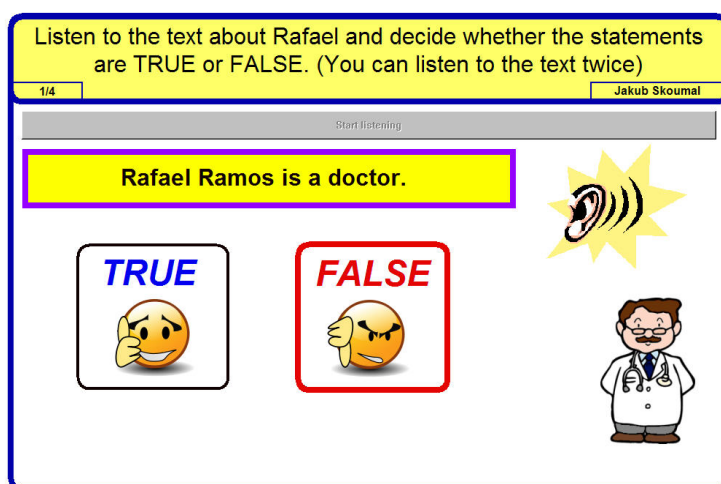 Listen to the text about Rafael and decide whether the statements
are TRUE or FALSE. (You can listen to the text twice)
1/4
Jakub Skoumal
Start listening
Rafael Ramos is a doctor.
TRUE
FALSE